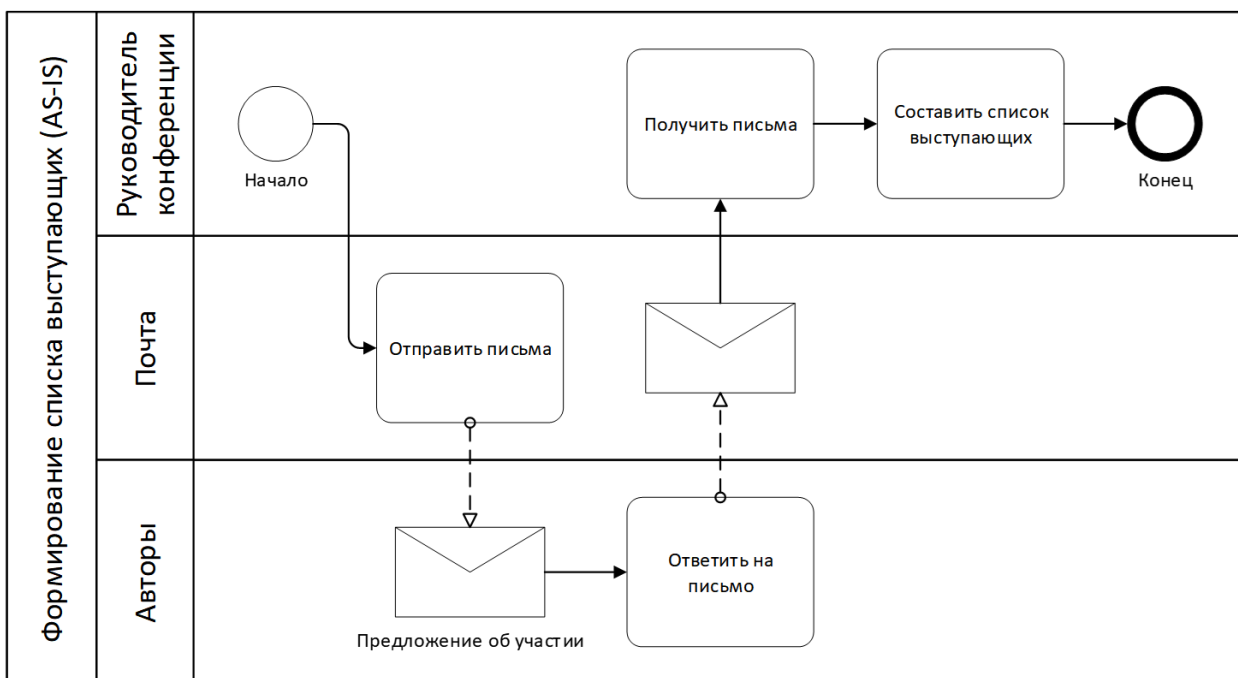 Формирование списка выступающих (AS-IS)
Руководитель
конференции
Начало
Получить письма
Составить список
выступающих
Конец
Почта
Отправить письма
Авторы
Предложение об участии
Ответить на
письмо